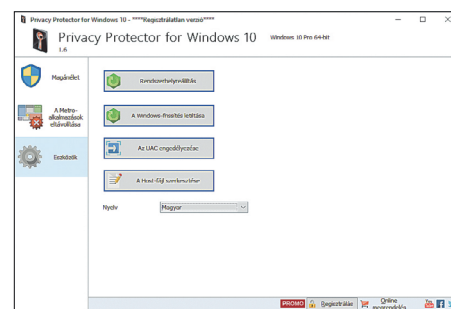 Privacy Protector for Windows 10 - ****Regisztrálatlan verzió****
Privacy Protector for Windows 10
Windows 10 Pro 64-bit
1.6
Magánélet
A Metro-
alkalmazások
eltávolítása
Eszközök
Rendszerhelyreállítás
A Windows-frissítés letiltása
Az UAC engedélyezése
A Host-fájl szerkesztése
Nyelv
Magyar
PROMO
Regisztrálás
Online
megrendelés